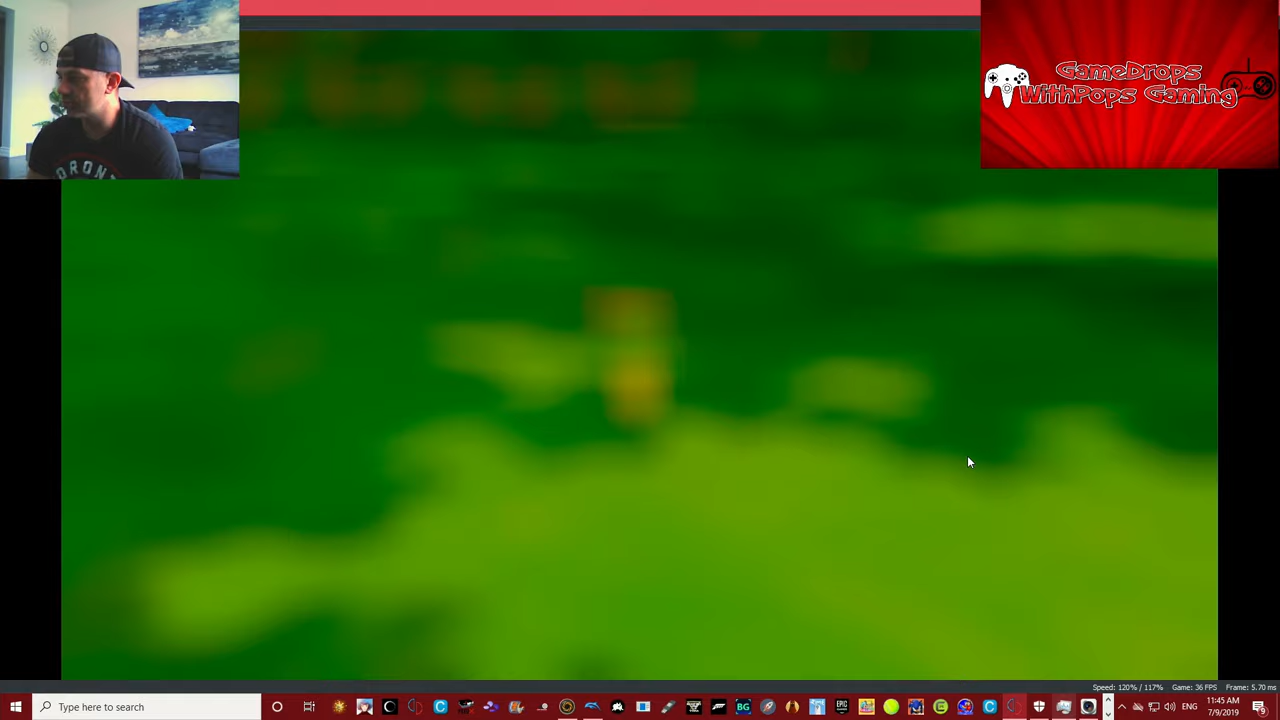 GameDrops
WithPops Gaming
ORONT
Speed: 120% / 117% Game: 36 FPS Frame: 5.70 ms
Type here to search
ENG
11:45 AM
7/9/2019